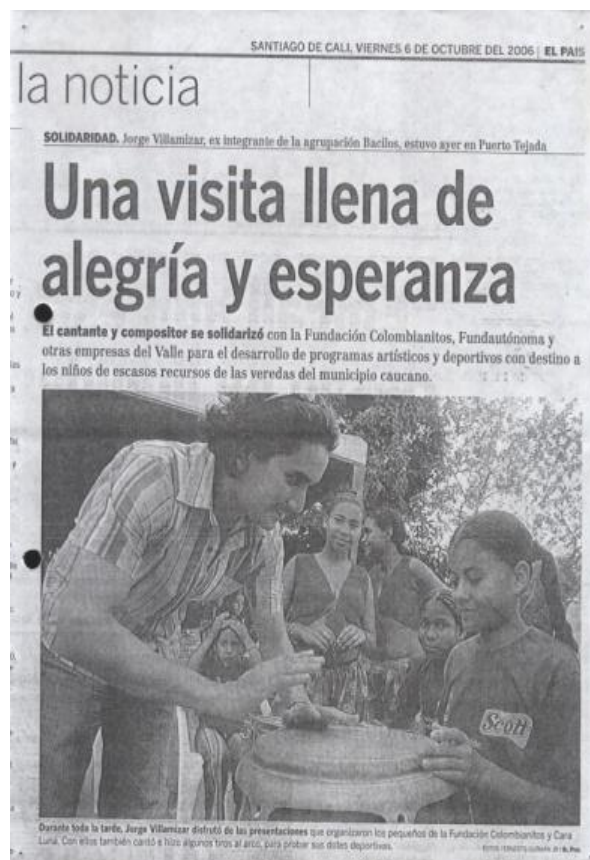 SANTIAGO DE CALI, VIERNES 6 DE OCTUBRE DEL 2006 | EL PAIS
la noticia
SOLIDARIDAD. Jorge Villamizar, ex integrante de la agrupación Bacilos, estuvo ayer en Puerto Tejada
Una visita llena de
alegría y esperanza
El cantante y compositor se solidarizó con la Fundación Colombianitos, Fundautónoma y
otras empresas del Valle para el desarrollo de programas artísticos y deportivos con destino a
los niños de escasos recursos de las veredas del municipio caucano.
Scott
Durante toda la tarde, Jorge Villamizar disfrutó de las presentaciones que organizaron los pequeños de la Fundación Colombianitos y Cara
Luna. Con ellos también cantó e hizo algunos tiros al arco, para probar sus dotes deportivos.